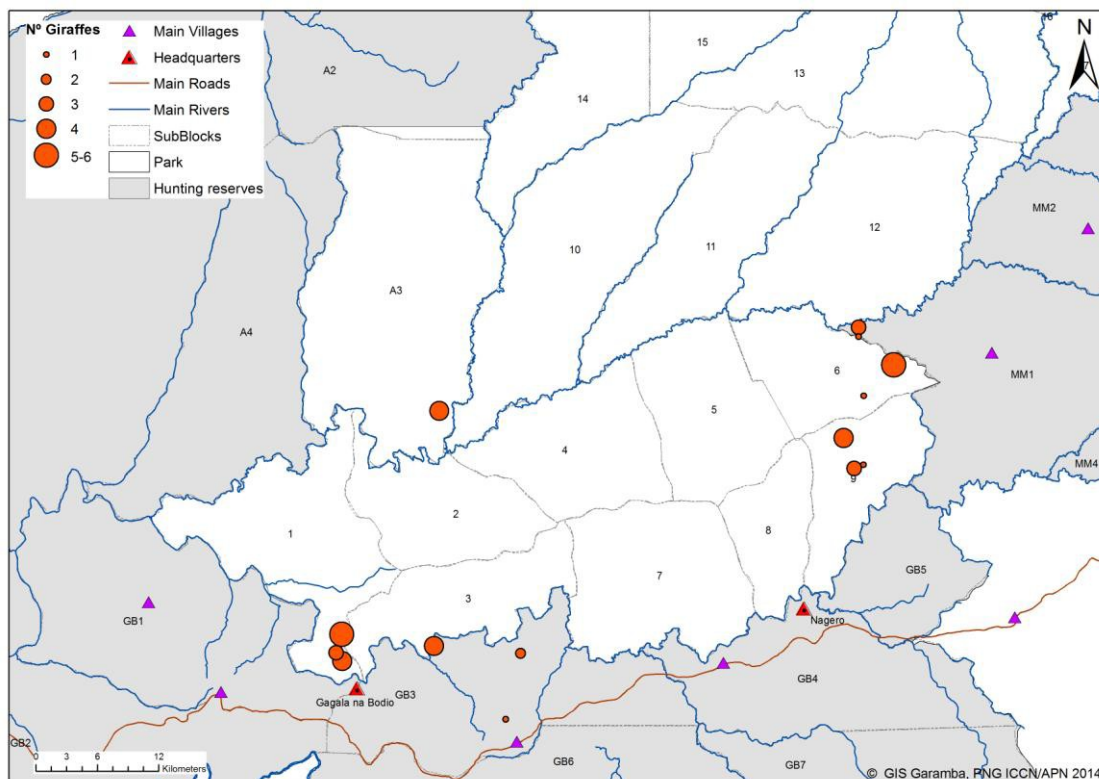 Nº Giraffes
1
2
3
4
5-6
Main Villages
Headquarters
Main Roads
Main Rivers
SubBlocks
Park
Hunting reserves
N
A2
15
13
14
MM2
12
10
11
A3
A4
6
MM1
5
4
MM4
2
1
8
7
GB5
3
GB1
Nagero
GB4
GB3
Gagala na Bodio
GB2
GB6
GB7
0 3 6 12
Kilometers
© GIS Garamba, PNG ICCN/APN 2014